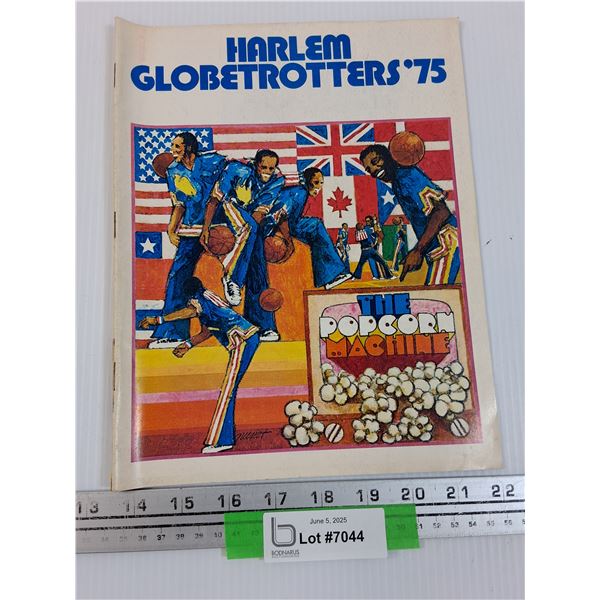 HARLEM
GLOBETROTTERS '75
THE
POPCORN
MACHINE
13 14 15 16 17 18 19 20 21 22
June 5, 2025
Lot #7044
BODNARUS